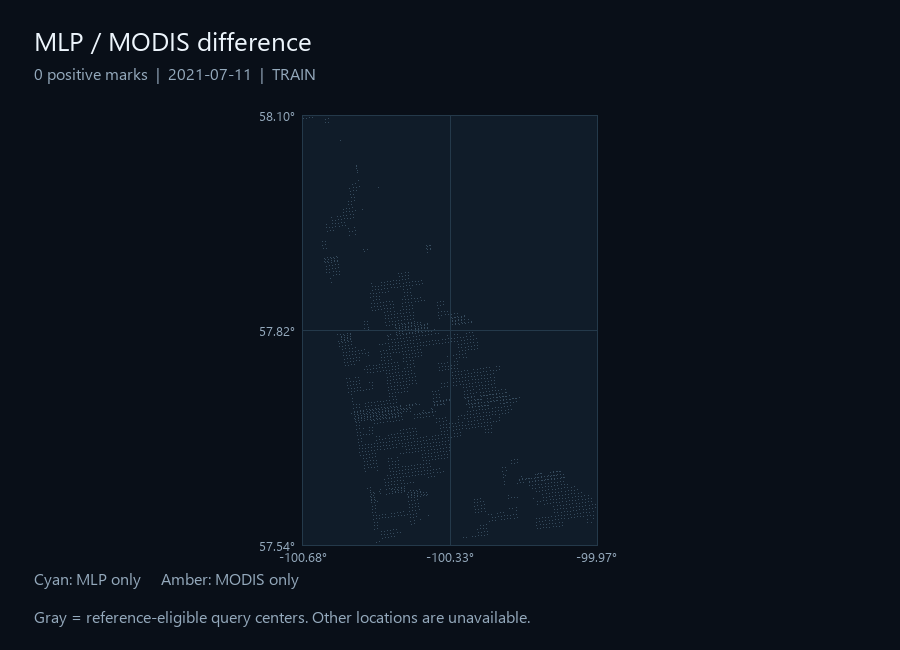 MLP / MODIS difference
0 positive marks | 2021-07-11 | TRAIN
58.10°
57.82°
57.54°
-100.68° -100.33° -99.97°
Cyan: MLP only Amber: MODIS only
Gray = reference-eligible query centers. Other locations are unavailable.